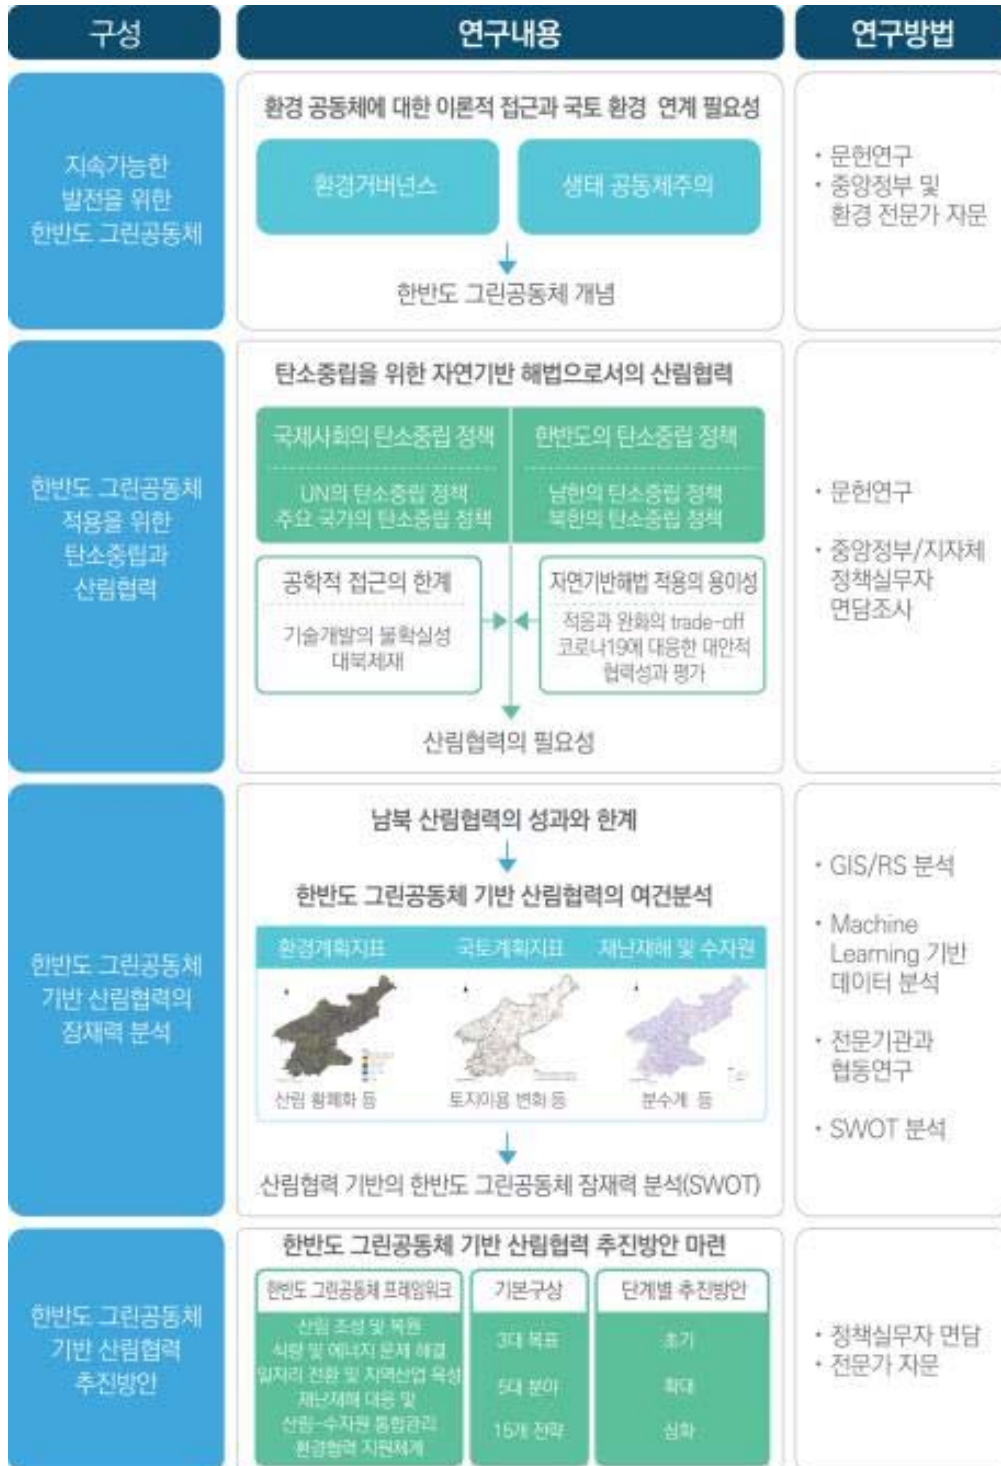 구성
연구내용
연구방법
지속가능한
발전을 위한
한반도 그린공동체
환경 공동체에 대한 이론적 접근과 국토 환경 연계 필요성
환경거버넌스
생태 공동체주의
한반도 그린공동체 개념
• 문헌연구
• 중앙정부 및
환경 전문가 자문
한반도 그린공동체
적용을 위한
탄소중립과
산림협력
탄소중립을 위한 자연기반 해법으로서의 산림협력
국제사회의 탄소중립 정책
UN의 탄소중립 정책
주요 국가의 탄소중립 정책
한반도의 탄소중립 정책
남한의 탄소중립 정책
북한의 탄소중립 정책
공학적 접근의 한계
기술개발의 불확실성
대북제재
자연기반해법 적용의 용이성
적응과 완화의 trade-off
코로나19에 대응한 대안적
협력성과 평가
산림협력의 필요성
• 문헌연구
• 중앙정부/지자체
정책실무자
면담조사
한반도 그린공동체
기반 산림협력의
잠재력 분석
남북 산림협력의 성과와 한계
한반도 그린공동체 기반 산림협력의 여건분석
환경계획지표
국토계획지표
재난재해 및 수자원
산림 황폐화 등
토지이용 변화 등
분수계 등
산림협력 기반의 한반도 그린공동체 잠재력 분석(SWOT)
• GIS/RS 분석
• Machine
Learning 기반
데이터 분석
• 전문기관과
협동연구
• SWOT 분석
한반도 그린공동체
기반 산림협력
추진방안
한반도 그린공동체 기반 산림협력 추진방안 마련
한반도 그린공동체 프레임워크
산림 조성 및 복원
식량 및 에너지 문제 해결
일자리 전환 및 지역산업 육성
재난재해 대응 및
산림-수자원 통합관리
환경협력 지원체계
기본구상
3대 목표
5대 분야
15개 전략
단계별 추진방안
초기
확대
심화
• 정책실무자 면담
• 전문가 자문